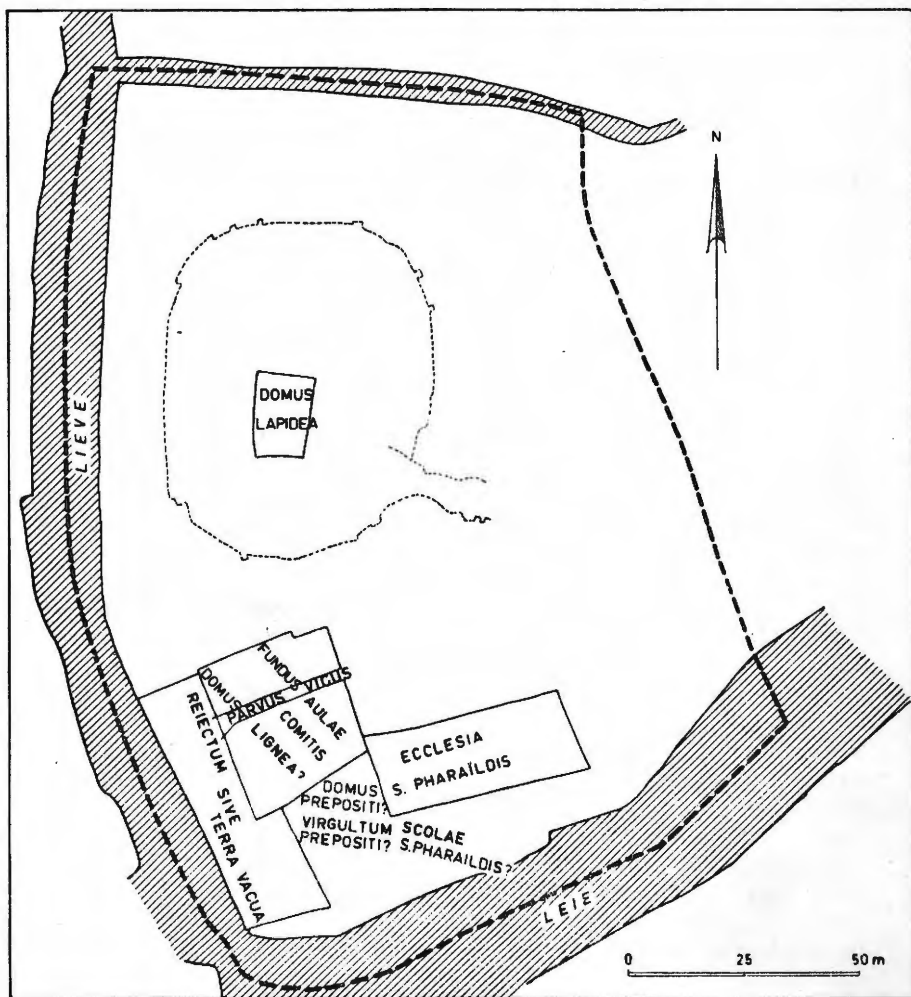 N
DOMUS
LAPIDEA
LIEVE
FUNDUS AULAE
DOMUS COMITIS
LIGNEA?
PARVUS VICUS
REIECTUM SIVE
TERRA VACUA
ECCLESIA
S. PHARAÏLDIS
DOMUS
PREPOSITI?
VIRGULTUM SCOLAE
PREPOSITI? S.PHARAILDIS?
LEIE
0 25 50 m